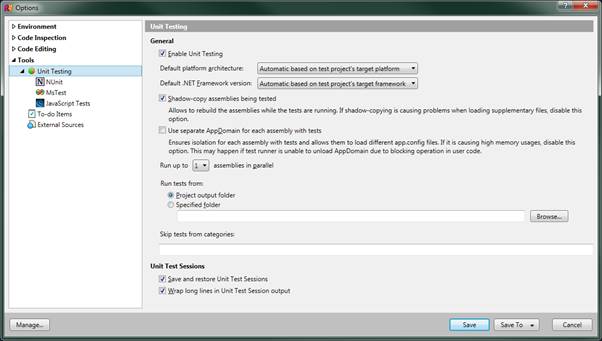 Options
Environment
Code Inspection
Code Editing
Tools
Unit Testing
NUnit
MsTest
JavaScript Tests
To-do Items
External Sources
Unit Testing
General
Enable Unit Testing
Default platform architecture: Automatic based on test project's target platform
Default .NET Framework version: Automatic based on test project's target framework
Shadow-copy assemblies being tested
Allows to rebuild the assemblies while the tests are running. If shadow-copying is causing problems when loading supplementary files, disable this
option.
Use separate AppDomain for each assembly with tests
Ensures isolation for each assembly with tests and allows them to load different app.config files. If it is causing high memory usages, disable this
option. This may happen if test runner is unable to unload AppDomain due to blocking operation in user code.
Run up to 1 assemblies in parallel
Run tests from:
Project output folder
Specified folder
Browse...
Skip tests from categories:
Unit Test Sessions
Save and restore Unit Test Sessions
Wrap long lines in Unit Test Session output
Manage... Save Save To Cancel